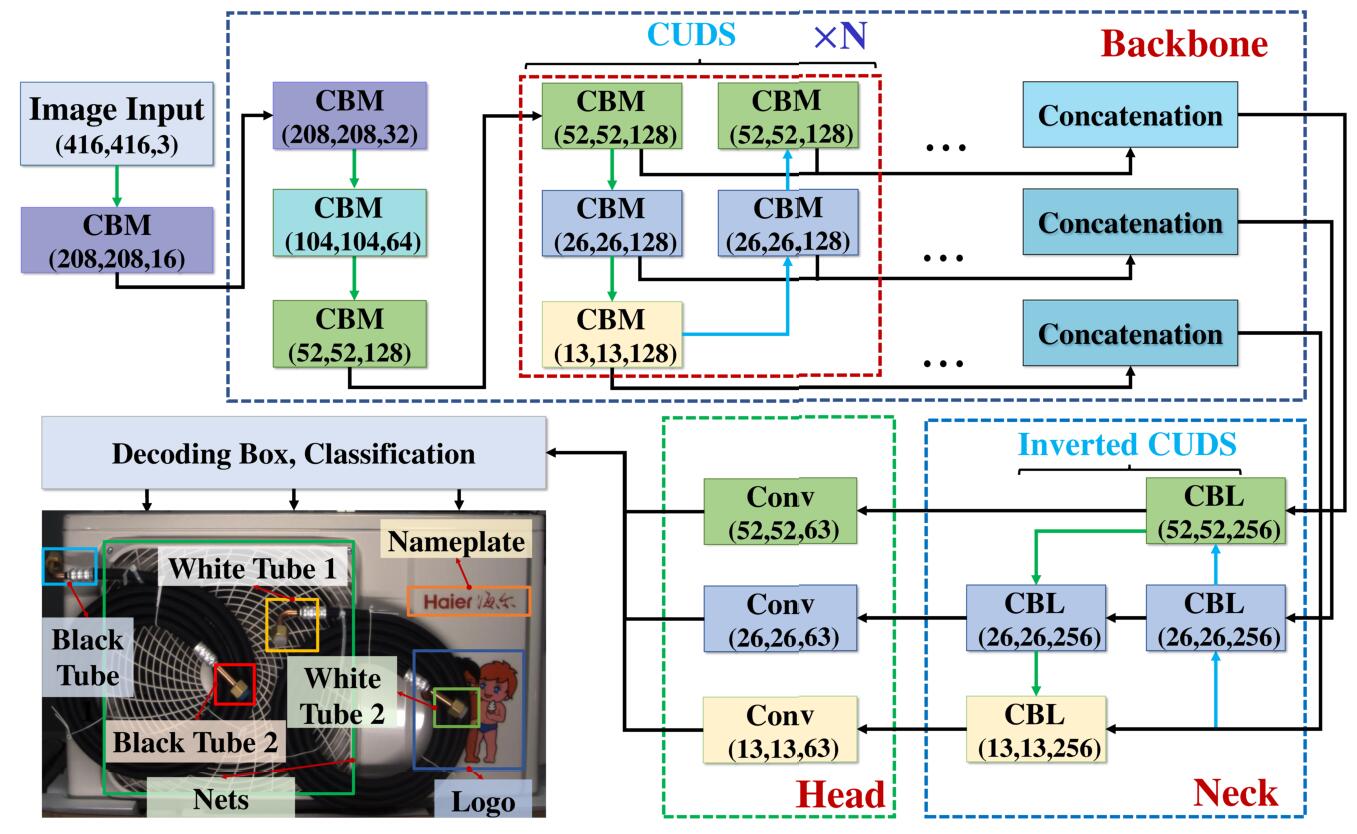 CUDS ×N
Backbone
Image Input
(416,416,3)
CBM
(208,208,16)
CBM
(208,208,32)
CBM
(104,104,64)
CBM
(52,52,128)
CBM
(52,52,128)
CBM
(52,52,128)
CBM
(26,26,128)
CBM
(26,26,128)
CBM
(13,13,128)
...
...
...
Concatenation
Concatenation
Concatenation
Decoding Box, Classification
Nameplate
White Tube 1
Haier 海尔
Black
Tube
White
Tube 2
Black Tube 2
Nets
Logo
Conv
(52,52,63)
Conv
(26,26,63)
Conv
(13,13,63)
Head
Inverted CUDS
CBL
(52,52,256)
CBL
(26,26,256)
CBL
(26,26,256)
CBL
(13,13,256)
Neck